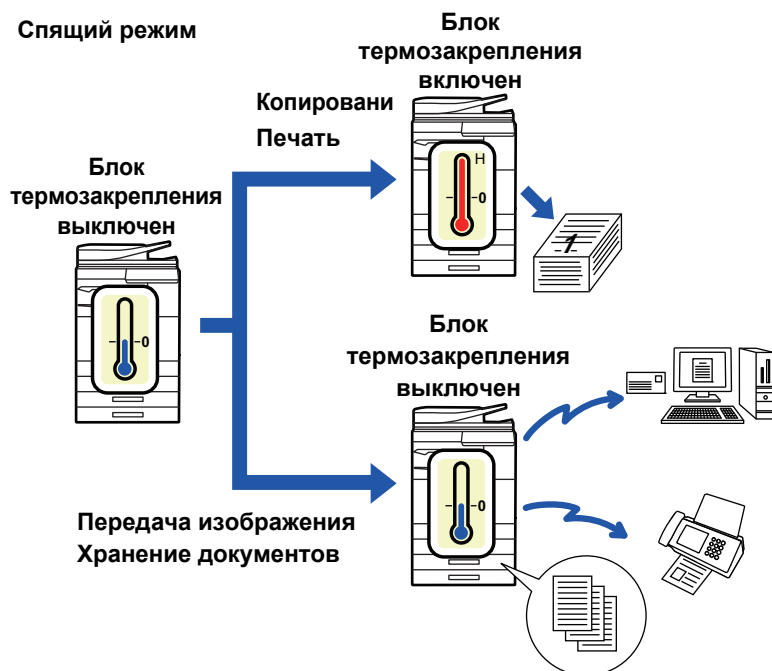 Спящий режим
Блок
термозакрепления
включен
Копировани
Печать
H
0
1
Блок
термозакрепления
выключен
0
Блок
термозакрепления
выключен
0
Передача изображения
Хранение документов